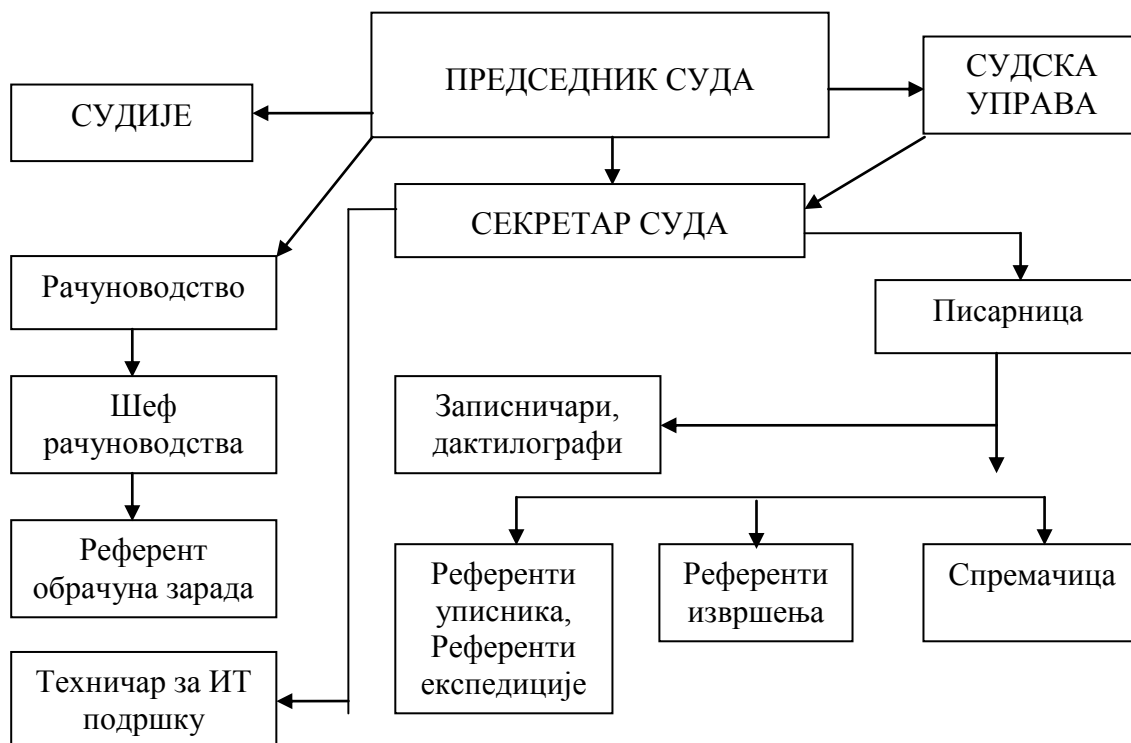 ПРЕДСЕДНИК СУДА
СУДСКА
УПРАВА
СУДИЈЕ
СЕКРЕТАР СУДА
Рачуноводство
Писарница
Шеф
рачуноводства
Записничари,
дактилографи
Референт
обрачуна зарада
Референти
уписника,
Референти
експедиције
Референти
извршења
Спремачица
Техничар за ИТ
подршку